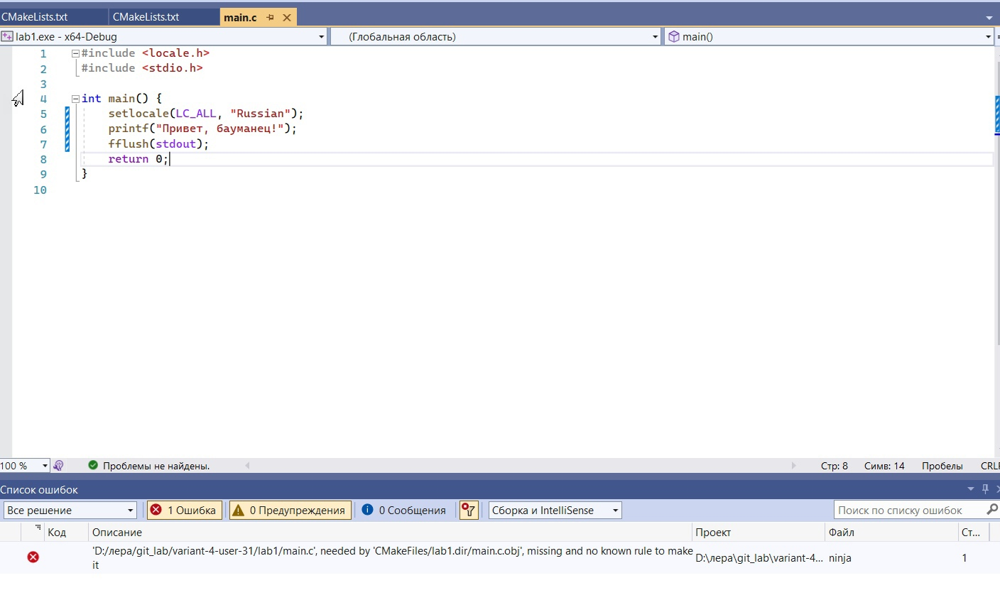 CMakeLists.txt CMakeLists.txt main.c
lab1.exe - x64-Debug (Глобальная область) main()
1 #include <locale.h>
2 #include <stdio.h>
3
4 int main() {
5 setlocale(LC_ALL, "Russian");
6 printf("Привет, бауманец!");
7 fflush(stdout);
8 return 0;
9 }
10
100 % Проблемы не найдены. Стр: 8 Симв: 14 Пробелы
Список ошибок
Все решение 1 Ошибка 0 Предупреждения 0 Сообщения Сборка и IntelliSense Поиск по списку ошибок
Код Описание Проект Файл Ст...
'D:/лера/git_lab/variant-4-user-31/lab1/main.c', needed by 'CMakeFiles/lab1.dir/main.c.obj', missing and no known rule to make
it D:\лера\git_lab\variant-4... ninja 1